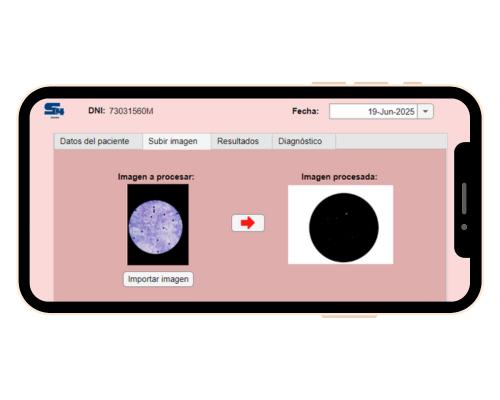 DNI: 73031560M
Fecha: 19-Jun-2025
Datos del paciente Subir imagen Resultados Diagnóstico
Imagen a procesar: Imagen procesada:
Importar imagen